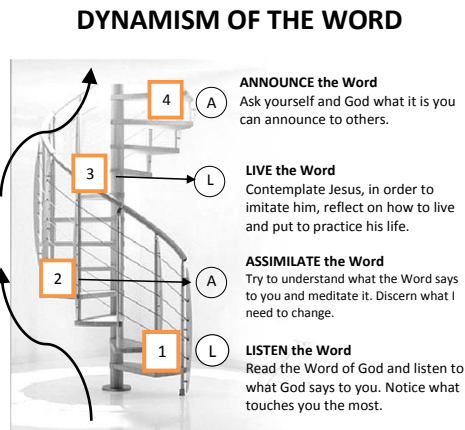 DYNAMISM OF THE WORD
4
A
ANNOUNCE the Word
Ask yourself and God what it is you
can announce to others.
3
L
LIVE the Word
Contemplate Jesus, in order to
imitate him, reflect on how to live
and put to practice his life.
2
A
ASSIMILATE the Word
Try to understand what the Word says
to you and meditate it. Discern what I
need to change.
1
L
LISTEN the Word
Read the Word of God and listen to
what God says to you. Notice what
touches you the most.